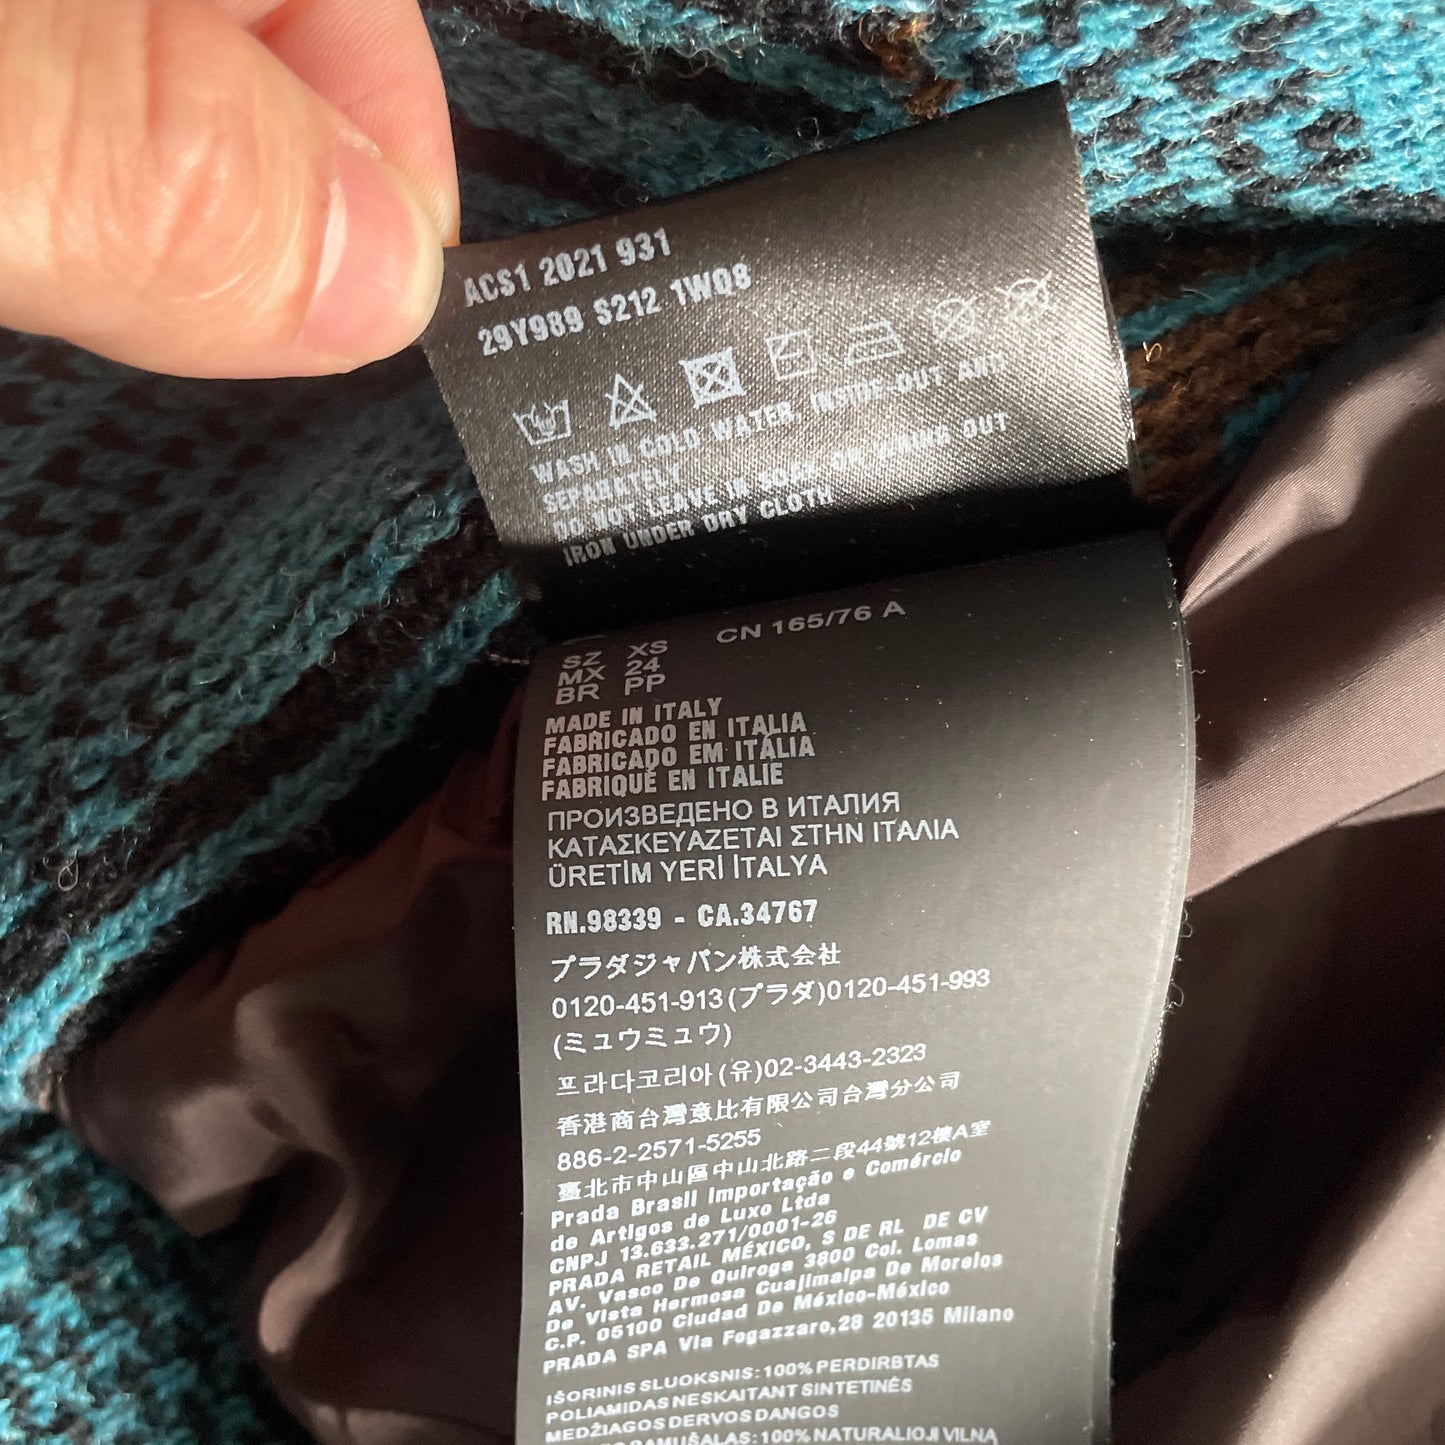 ACS1 2021 931
29Y989 S212 1WQ8
WASH IN COLD WATER, INSIDE-OUT AND
SEPARATELY
DO NOT LEAVE IN SOAK OR LINING OUT
IRON UNDER DRY CLOTH
SZ XS CN 165/76 A
MX 24
BR PP
MADE IN ITALY
FABRICADO EN ITALIA
FABRICADO EM ITÁLIA
FABRIQUÉ EN ITALIE
ПРОИЗВЕДЕНО В ИТАЛИЯ
ΚΑΤΑΣΚΕΥΑΖΕΤΑΙ ΣΤΗΝ ΙΤΑΛΙΑ
ÜRETİM YERİ İTALYA
RN.98339 - CA.34767
プラダジャパン株式会社
0120-451-913(プラダ)0120-451-993
(ミュウミュウ)
프라다코리아(유)02-3443-2323
香港商台灣意比有限公司台灣分公司
886-2-2571-5255
臺北市中山區中山北路二段44號12樓A室
Prada Brasil Importação e Comércio
de Artigos de Luxo Ltda
CNPJ 13.633.271/0001-26
PRADA RETAIL MÉXICO, S DE RL DE CV
AV. Vasco De Quiroga 3800 Col. Lomas
De Vista Hermosa Cuajimalpa De Morelos
C.P. 05100 Ciudad De México-México
PRADA SPA Via Fogazzaro,28 20135 Milano
IŠORINIS SLUOKSNIS:100% PERDIRBTAS
POLIAMIDAS NESKAITANT SINTETINĖS
MEDŽIAGOS DERVOS DANGOS
PAMUŠALAS:100% NATURALIOJI VILNA